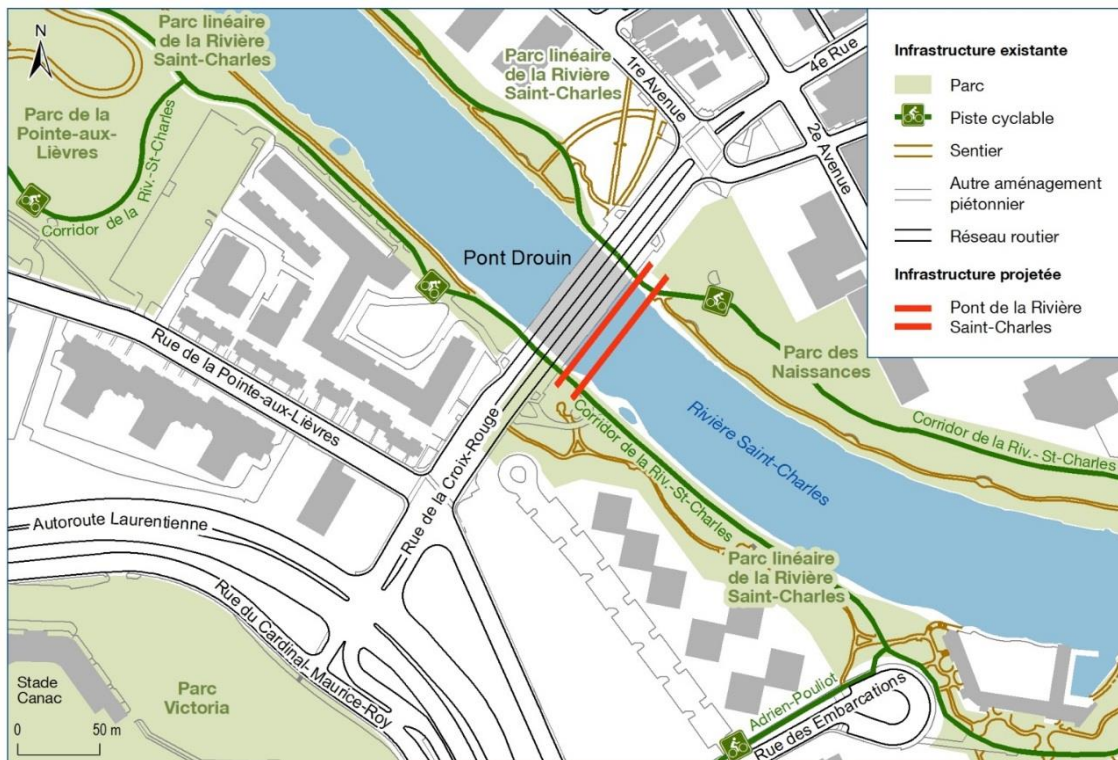 N
Parc linéaire
de la Rivière
Saint-Charles
Parc de la
Pointe-aux-
Lièvres
Corridor de la Riv.-St-Charles
Parc linéaire
de la Rivière
Saint-Charles
1re Avenue
4e Rue
2e Avenue
Pont Drouin
Rue de la Pointe-aux-Lièvres
Rue de la Croix-Rouge
Parc des
Naissances
Corridor de la Riv.- St-Charles
Rivière Saint-Charles
Corridor de la Riv.-St-Charles
Parc linéaire
de la Rivière
Saint-Charles
Autoroute Laurentienne
Rue du Cardinal-Maurice-Roy
Stade
Canac
Parc
Victoria
0 50 m
Adrien-Pouliot
Rue des Embarcations
Infrastructure existante
Parc
Piste cyclable
Sentier
Autre aménagement
piétonnier
Réseau routier
Infrastructure projetée
Pont de la Rivière
Saint-Charles